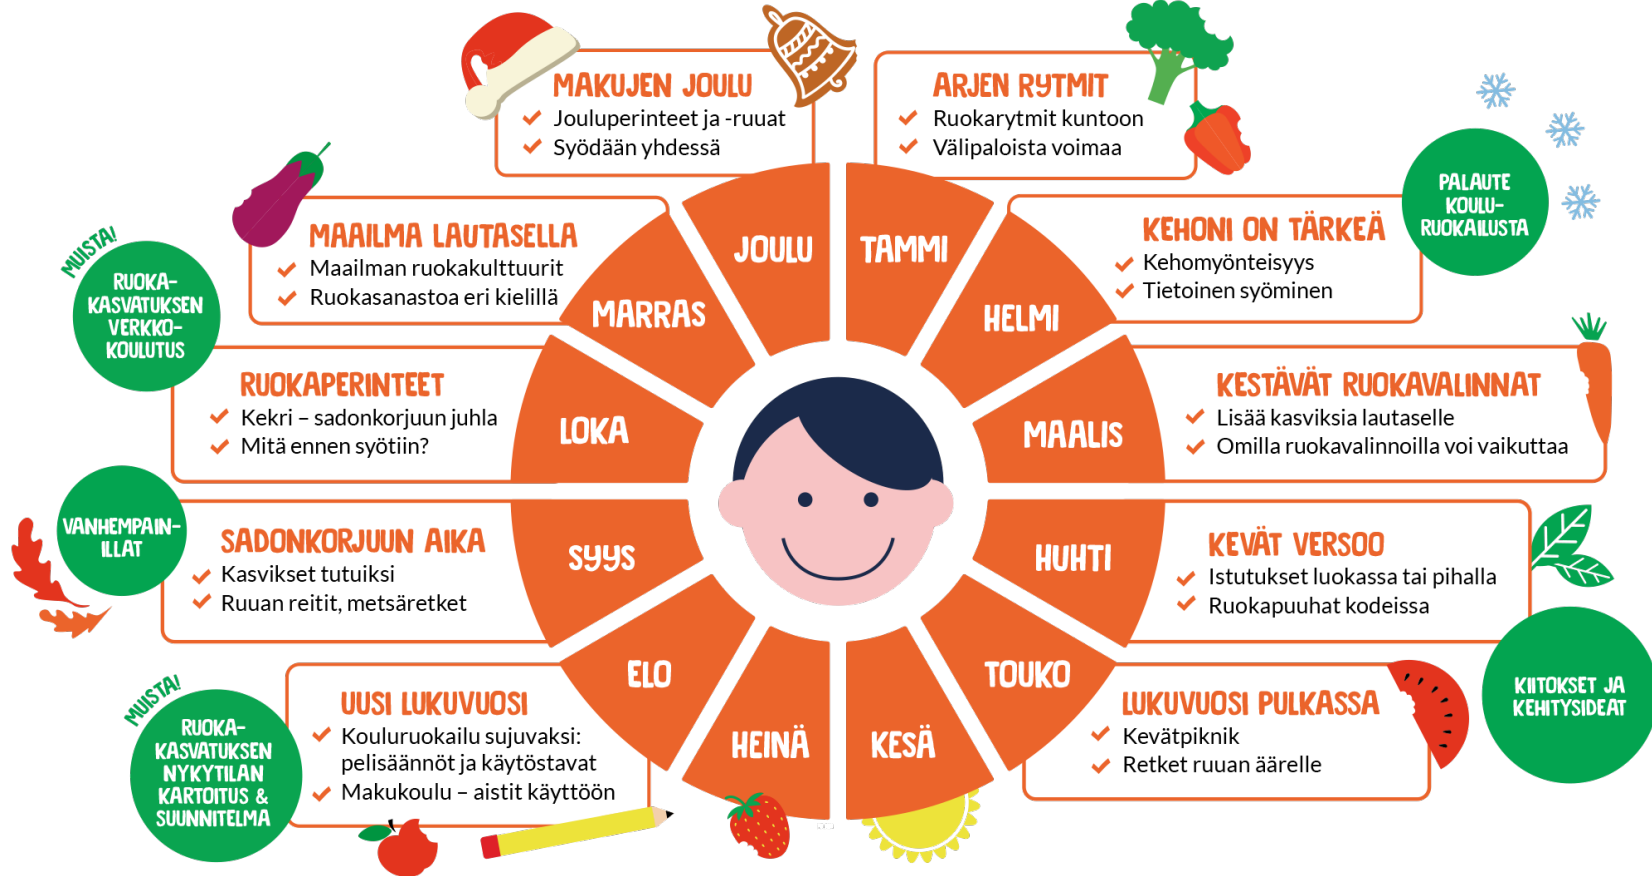 MAKUJEN JOULU
Jouluperinteet ja -ruuat
Syödään yhdessä
ARJEN RYTMIT
Ruokarytmit kuntoon
Välipaloista voimaa
PALAUTE
KOULU-
RUOKAILUSTA
KEHONI ON TÄRKEÄ
Kehomyönteisyys
Tietoinen syöminen
MAAILMA LAUTASELLA
Maailman ruokakulttuurit
Ruokasanastoa eri kielillä
MUISTA!
RUOKA-
KASVATUKSEN
VERKKO-
KOULUTUS
JOULU
TAMMI
MARRAS
HELMI
RUOKAPERINTEET
Kekri – sadonkorjuun juhla
Mitä ennen syötiin?
LOKA
MAALIS
KESTÄVÄT RUOKAVALINNAT
Lisää kasviksia lautaselle
Omilla ruokavalinnoilla voi vaikuttaa
VANHEMPAIN-
ILLAT
SADONKORJUUN AIKA
Kasvikset tutuiksi
Ruuan reitit, metsäretket
SYYS
HUHTI
KEVÄT VERSOO
Istutukset luokassa tai pihalla
Ruokapuuhat kodeissa
ELO
TOUKO
HEINÄ
KESÄ
MUISTA!
RUOKA-
KASVATUKSEN
NYKYTILAN
KARTOITUS &
SUUNNITELMA
UUSI LUKUVUOSI
Kouluruokailu sujuvaksi:
pelisäännöt ja käytöstavat
Makukoulu – aistit käyttöön
LUKUVUOSI PULKASSA
Kevätpiknik
Retket ruuan äärelle
KIITOKSET JA
KEHITYSIDEAT